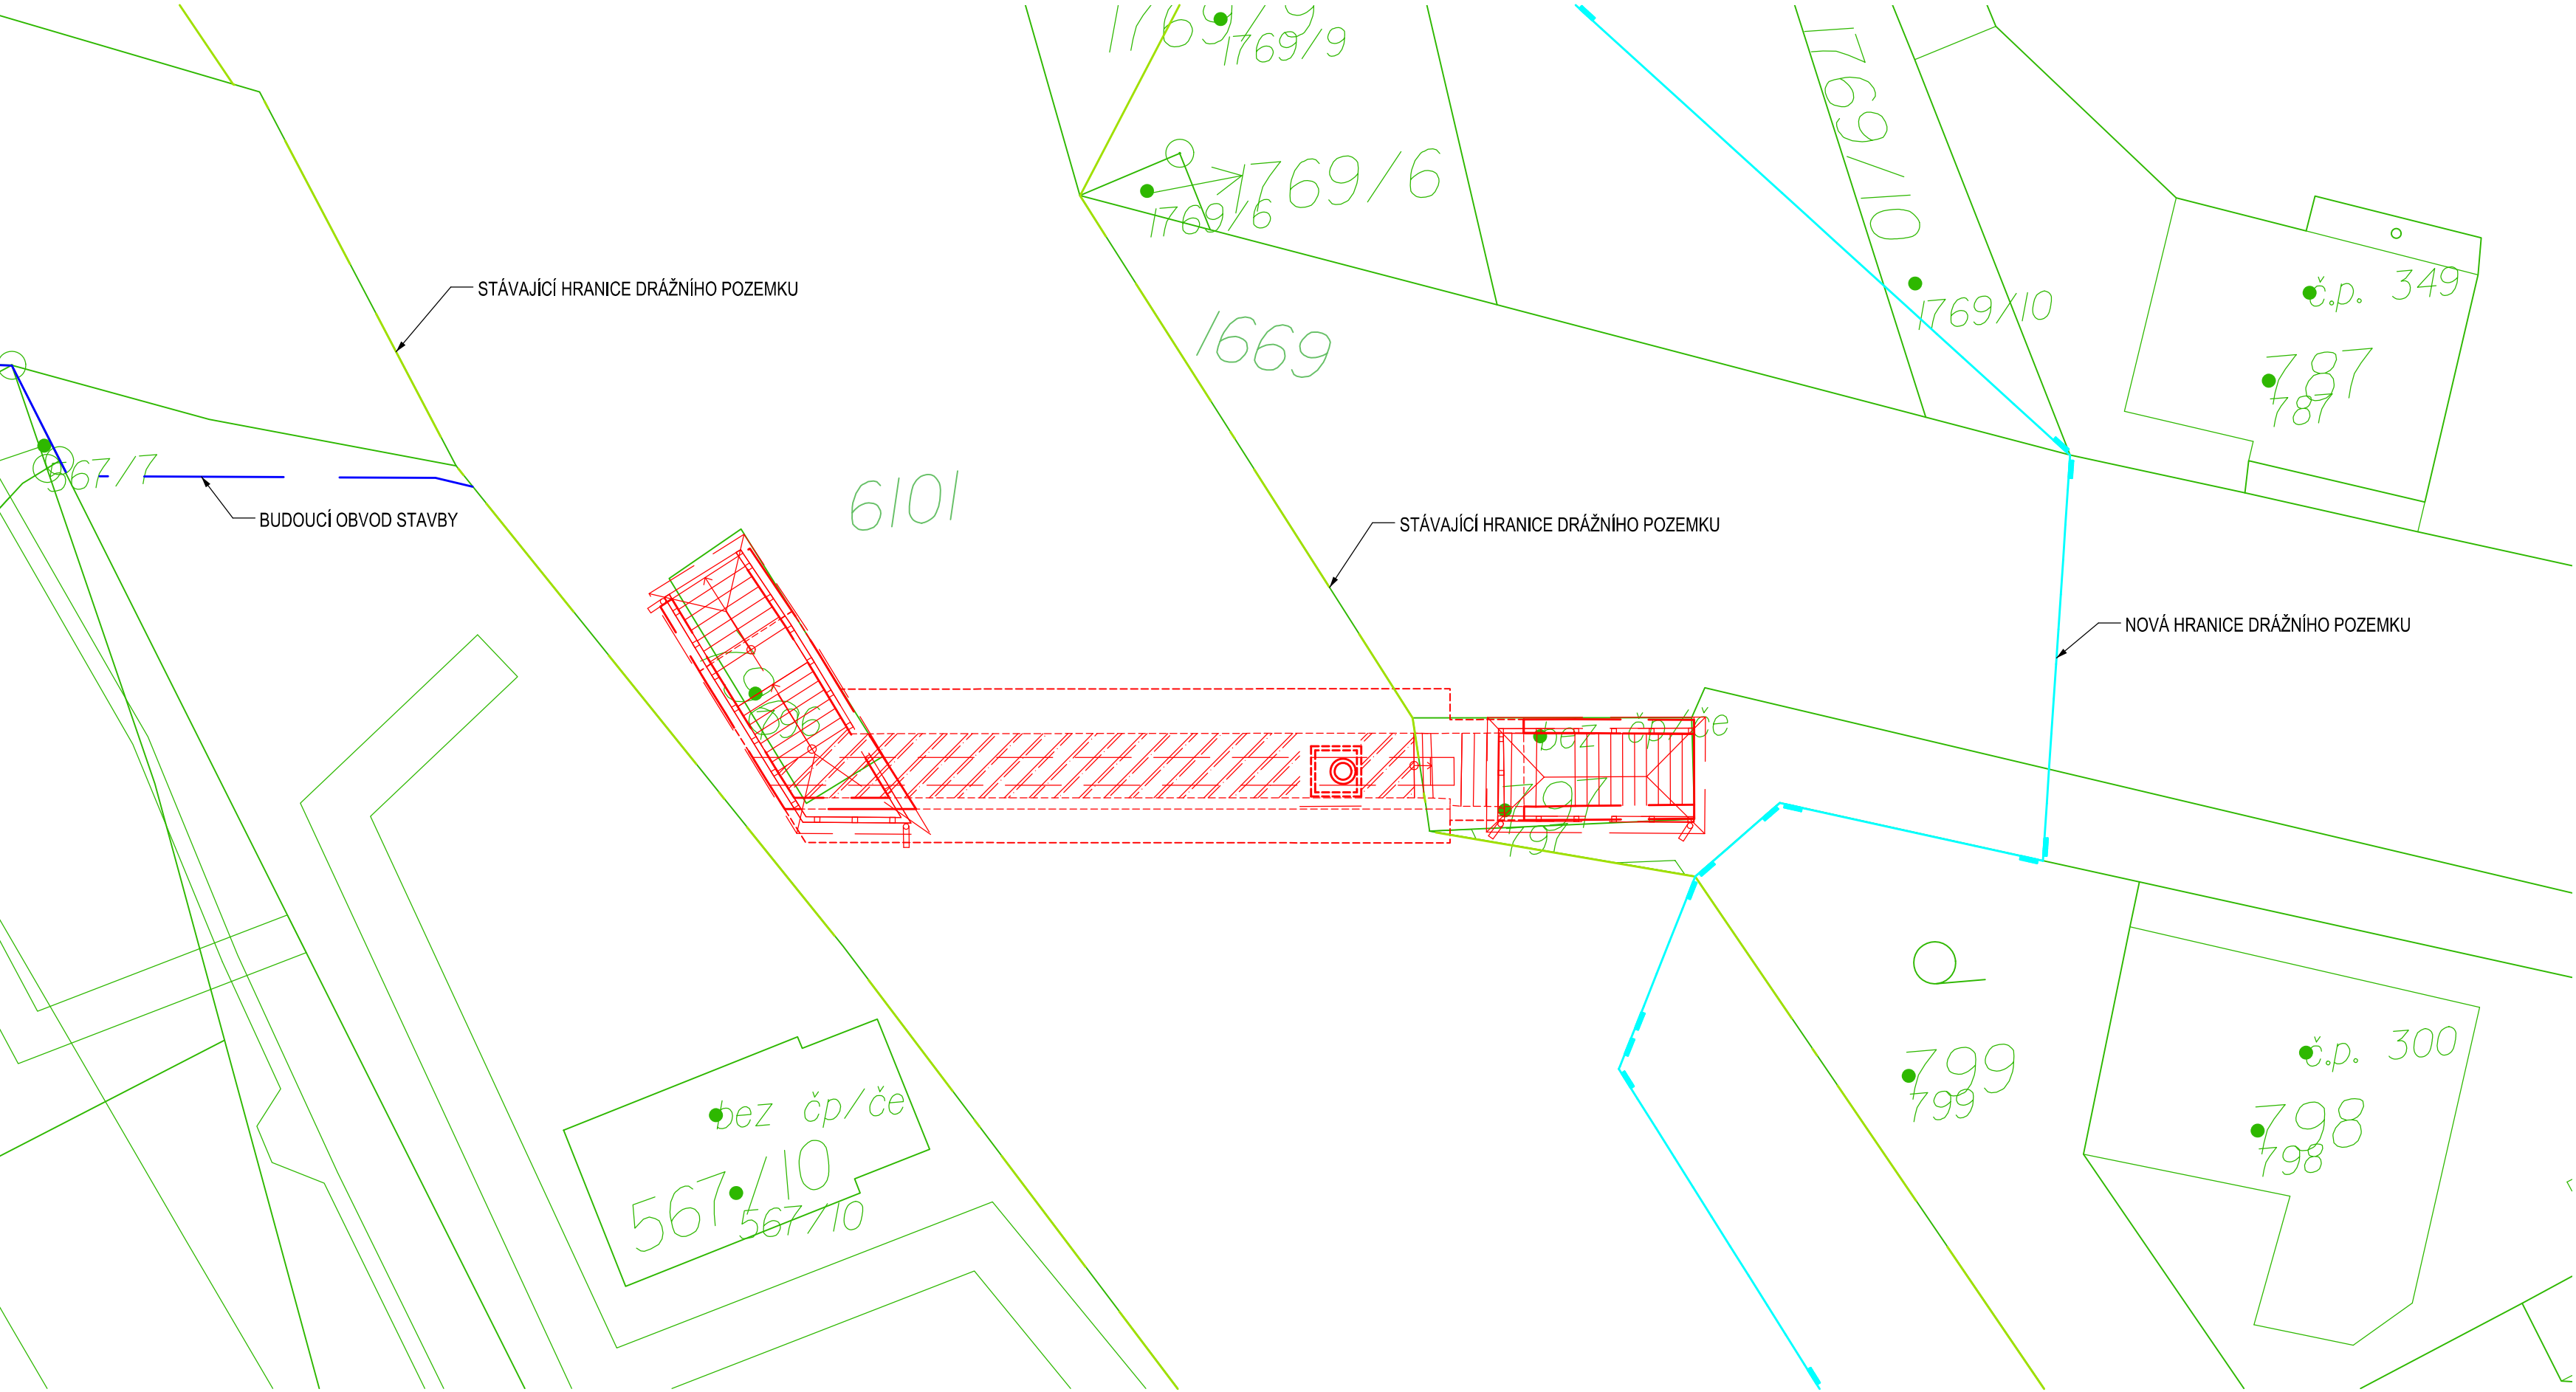 1769/9
1769/9
1769/10
1769/6
1769/6
1769/10
č.p. 349
787
787
1669
STÁVAJÍCÍ HRANICE DRÁŽNÍHO POZEMKU
567/7
BUDOUCÍ OBVOD STAVBY
6101
STÁVAJÍCÍ HRANICE DRÁŽNÍHO POZEMKU
NOVÁ HRANICE DRÁŽNÍHO POZEMKU
796
bez čp/če
797
797
bez čp/če
567/10
567/10
799
799
č.p. 300
798
798